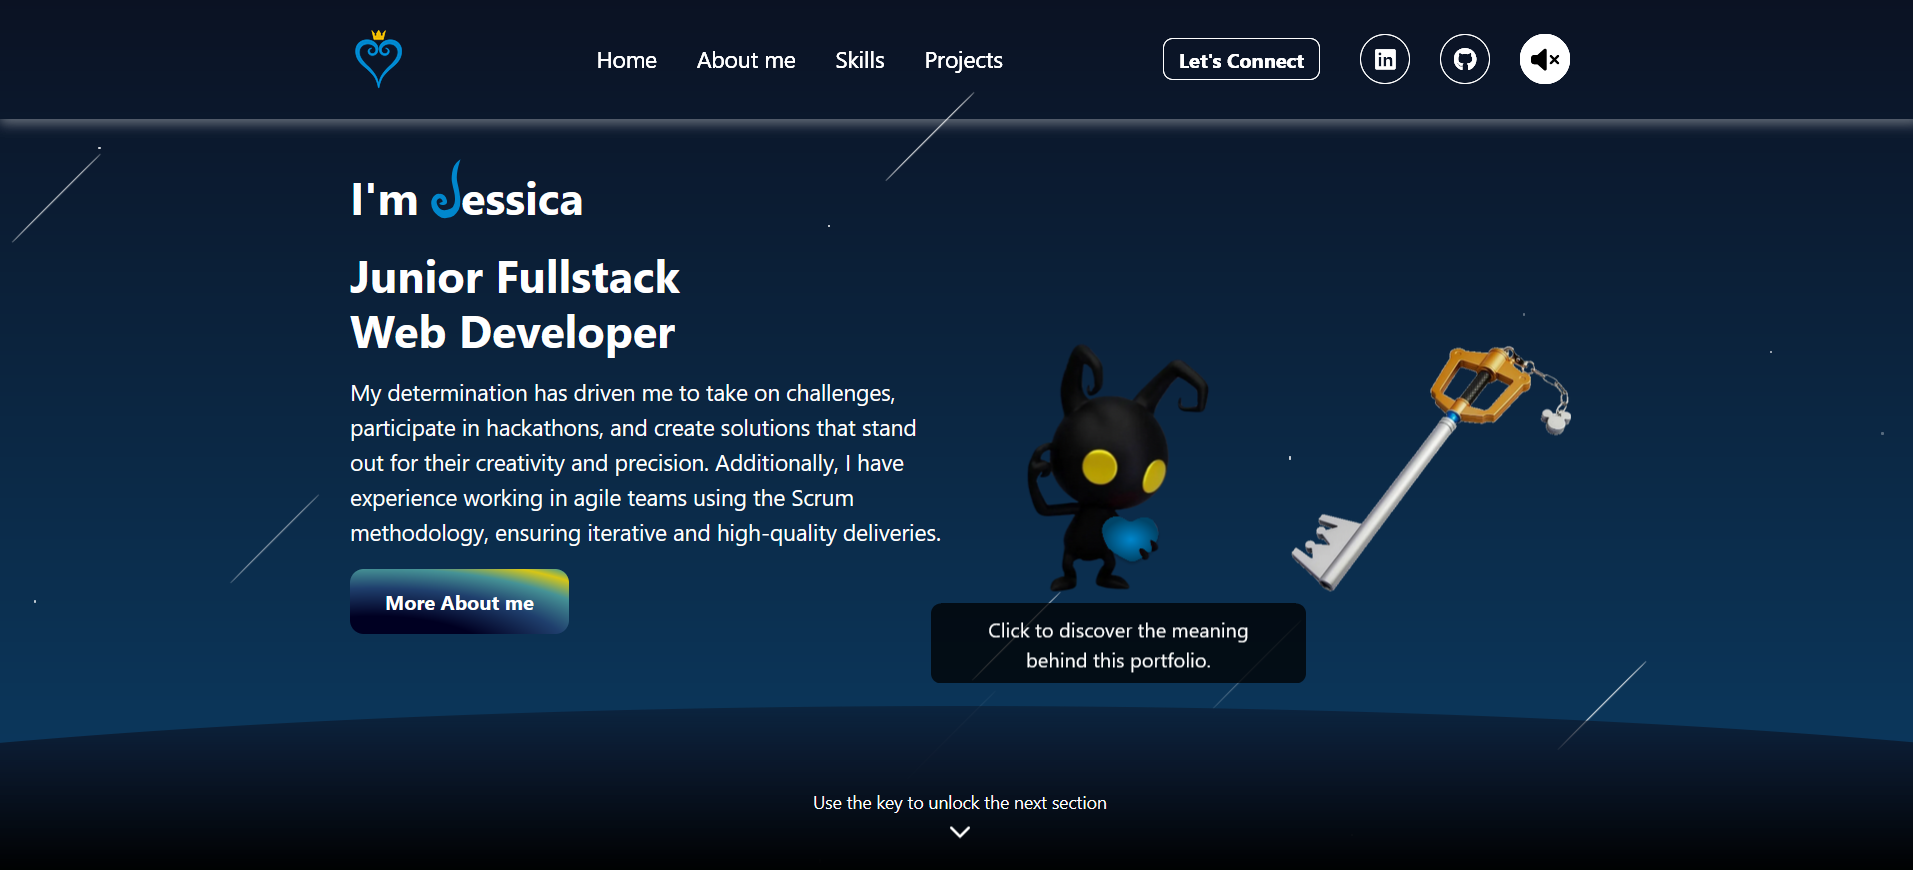 Home About me Skills Projects Let's Connect
I'm Jessica
Junior Fullstack
Web Developer
My determination has driven me to take on challenges,
participate in hackathons, and create solutions that stand
out for their creativity and precision. Additionally, I have
experience working in agile teams using the Scrum
methodology, ensuring iterative and high-quality deliveries.
More About me
Click to discover the meaning
behind this portfolio.
Use the key to unlock the next section